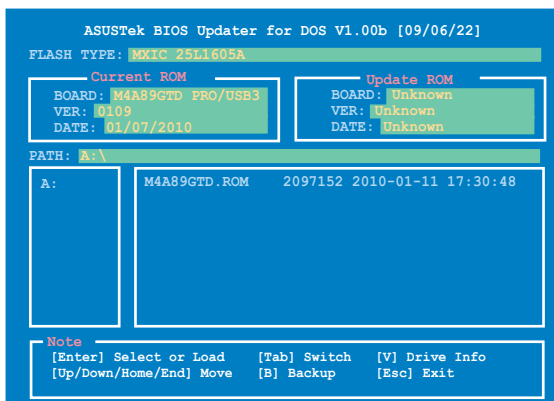 ASUSTek BIOS Updater for DOS V1.00b [09/06/22]
FLASH TYPE: MXIC 25L1605A
Current ROM
BOARD: M4A89GTD PRO/USB3
VER: 0109
DATE: 01/07/2010
Update ROM
BOARD: Unknown
VER: Unknown
DATE: Unknown
PATH: A:\
A:
M4A89GTD.ROM 2097152 2010-01-11 17:30:48
Note
[Enter] Select or Load [Tab] Switch [V] Drive Info
[Up/Down/Home/End] Move [B] Backup [Esc] Exit